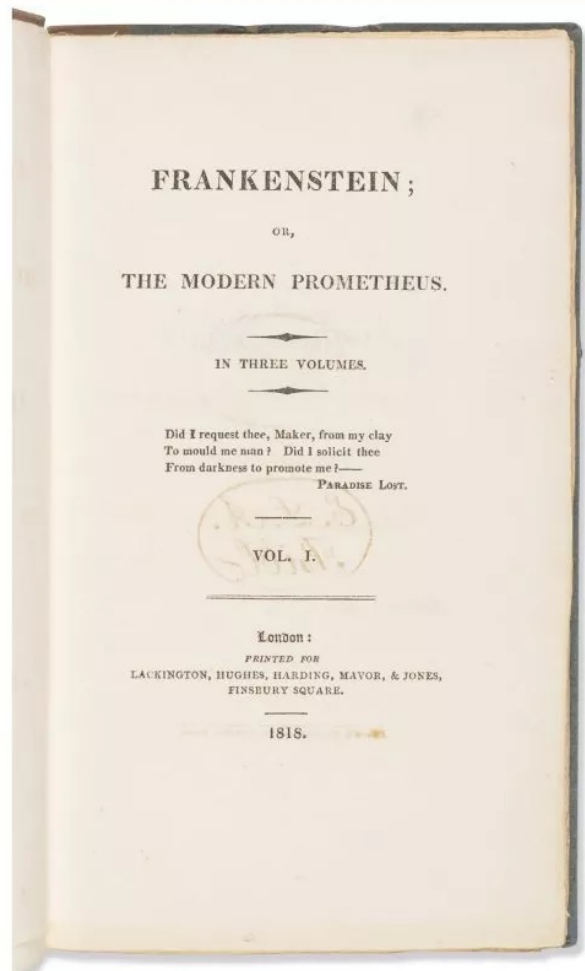 FRANKENSTEIN;
OR,
THE MODERN PROMETHEUS.
IN THREE VOLUMES.
Did I request thee, Maker, from my clay
To mould me man? Did I solicit thee
From darkness to promote me?——
PARADISE LOST.
VOL. I.
London:
PRINTED FOR
LACKINGTON, HUGHES, HARDING, MAVOR, & JONES,
FINSBURY SQUARE.
1818.